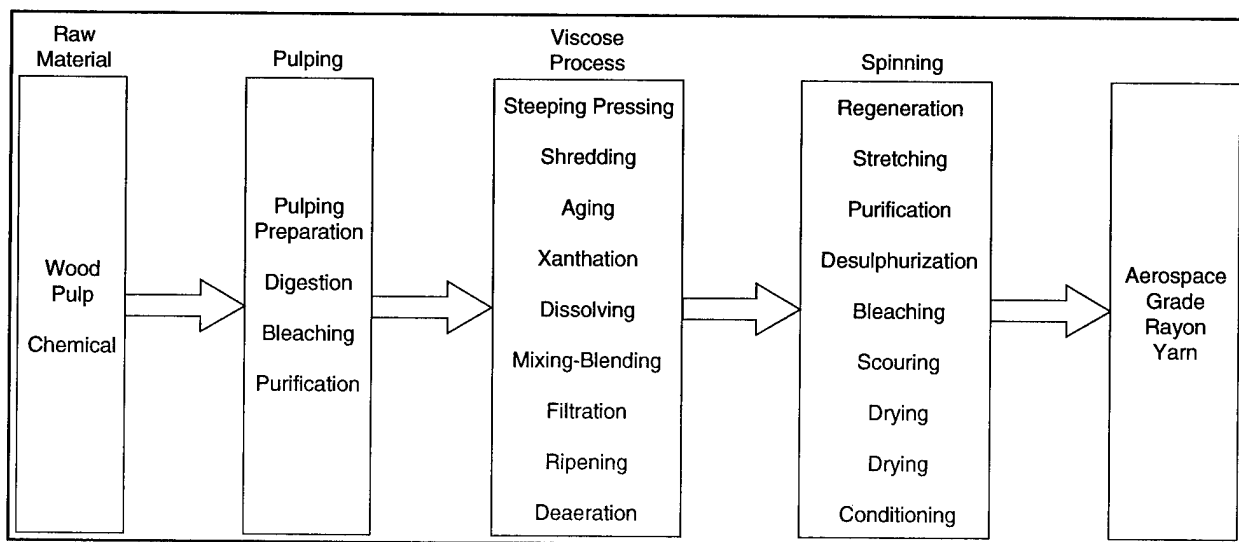 Raw
Material
Wood
Pulp
Chemical
Pulping
Pulping
Preparation
Digestion
Bleaching
Purification
Viscose
Process
Steeping Pressing
Shredding
Aging
Xanthation
Dissolving
Mixing-Blending
Filtration
Ripening
Deaeration
Spinning
Regeneration
Stretching
Purification
Desulphurization
Bleaching
Scouring
Drying
Drying
Conditioning
Aerospace
Grade
Rayon
Yarn